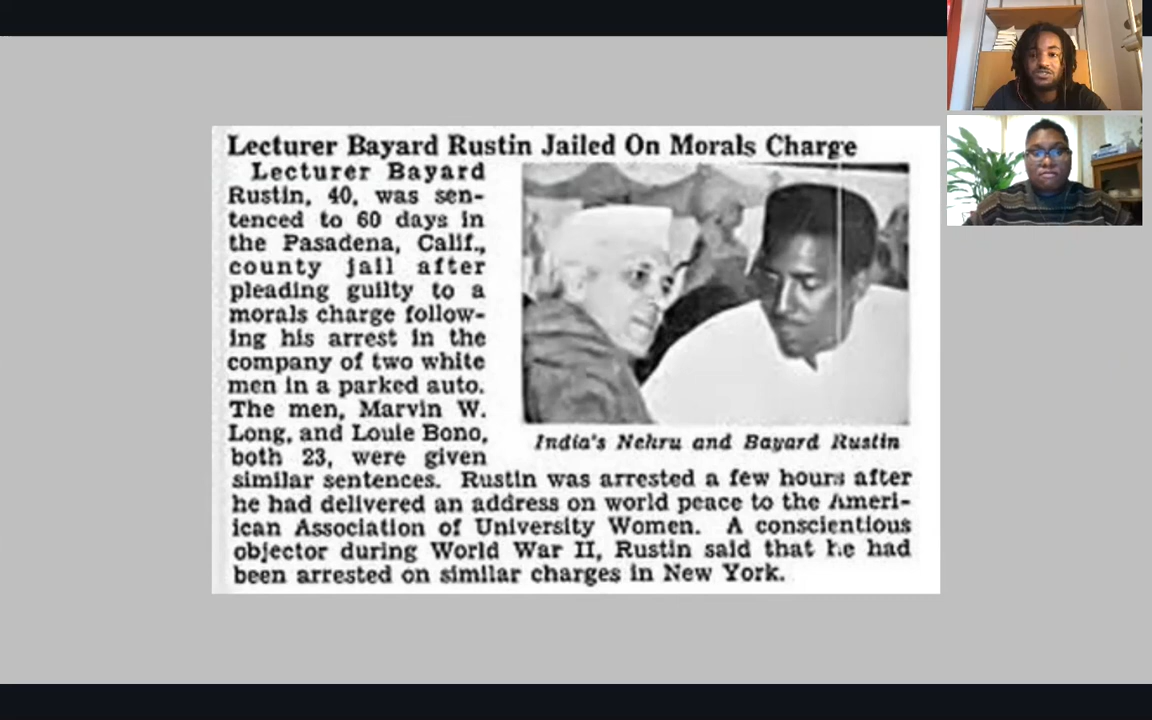 Lecturer Bayard Rustin Jailed On Morals Charge
Lecturer Bayard
Rustin, 40, was sen-
tenced to 60 days in
the Pasadena, Calif.,
county jail after
pleading guilty to a
morals charge follow-
ing his arrest in the
company of two white
men in a parked auto.
The men, Marvin W.
Long, and Louie Bono,
both 23, were given
similar sentences. Rustin was arrested a few hours after
he had delivered an address on world peace to the Ameri-
ican Association of University Women. A conscientious
objector during World War II, Rustin said that he had
been arrested on similar charges in New York.
India's Nehru and Bayard Rustin